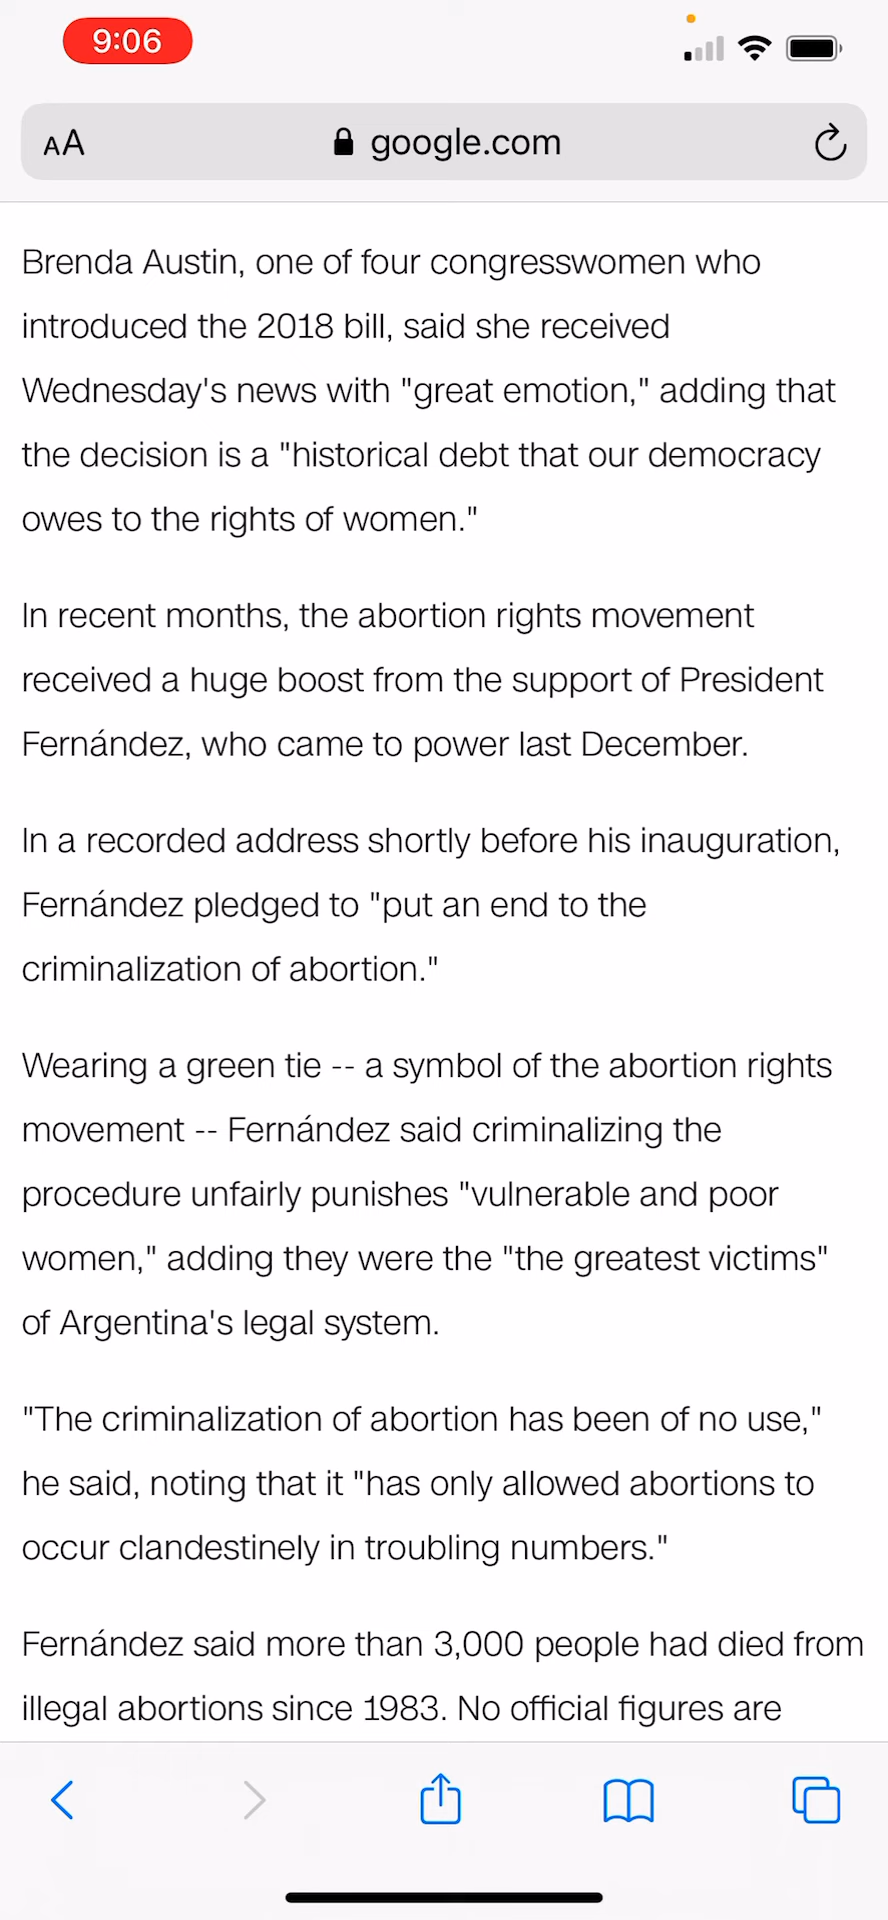 9:06
AA google.com
Brenda Austin, one of four congresswomen who
introduced the 2018 bill, said she received
Wednesday's news with "great emotion," adding that
the decision is a "historical debt that our democracy
owes to the rights of women."
In recent months, the abortion rights movement
received a huge boost from the support of President
Fernández, who came to power last December.
In a recorded address shortly before his inauguration,
Fernández pledged to "put an end to the
criminalization of abortion."
Wearing a green tie -- a symbol of the abortion rights
movement -- Fernández said criminalizing the
procedure unfairly punishes "vulnerable and poor
women," adding they were the "the greatest victims"
of Argentina's legal system.
"The criminalization of abortion has been of no use,"
he said, noting that it "has only allowed abortions to
occur clandestinely in troubling numbers."
Fernández said more than 3,000 people had died from
illegal abortions since 1983. No official figures are